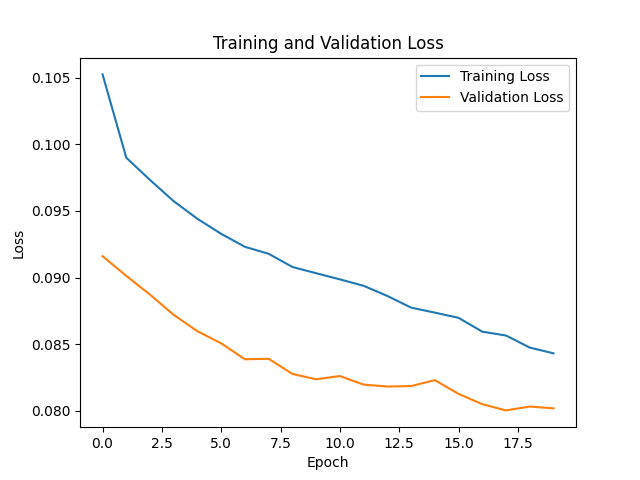 Training and Validation Loss
Training Loss
Validation Loss
Loss
0.105
0.100
0.095
0.090
0.085
0.080
0.0 2.5 5.0 7.5 10.0 12.5 15.0 17.5
Epoch